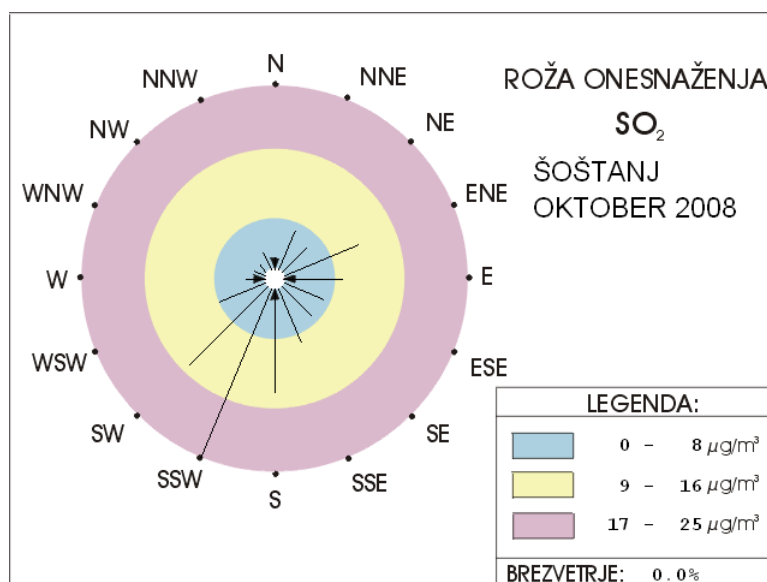 N
NNW
NNE
NW
NE
WNW
ENE
W
E
WSW
ESE
SW
SE
SSW
SSE
S
ROŽA ONESNAŽENJA
SO₂
ŠOŠTANJ
OKTOBER 2008
LEGENDA:
0 – 8 µg/m³
9 – 16 µg/m³
17 – 25 µg/m³
BREZVETRJE: 0.0%